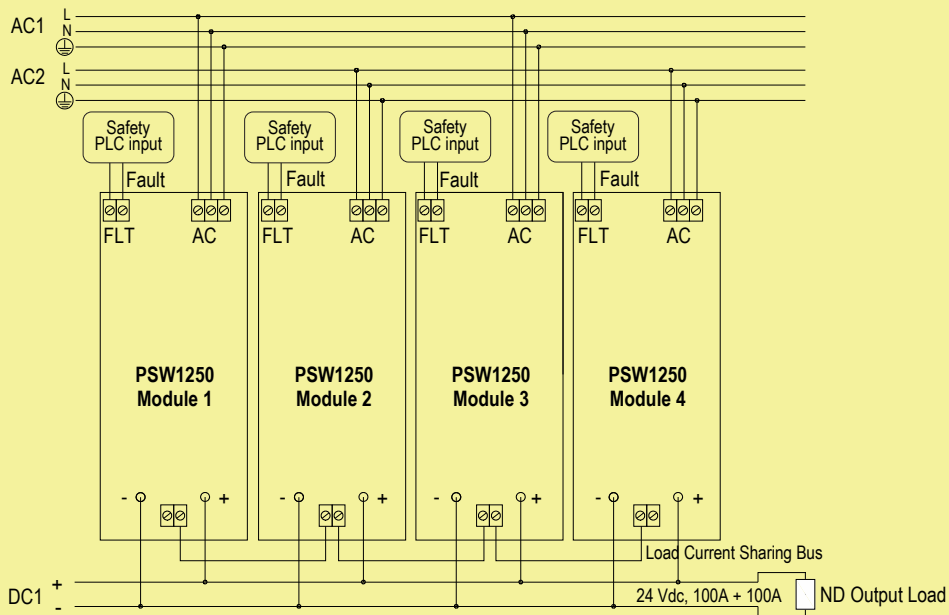 AC1 L
N
AC2 L
N
Safety
PLC input
Safety
PLC input
Safety
PLC input
Safety
PLC input
Fault
Fault
Fault
Fault
FLT AC
FLT AC
FLT AC
FLT AC
PSW1250
Module 1
PSW1250
Module 2
PSW1250
Module 3
PSW1250
Module 4
- +
- +
- +
- +
Load Current Sharing Bus
DC1 +
-
24 Vdc, 100A + 100A
ND Output Load